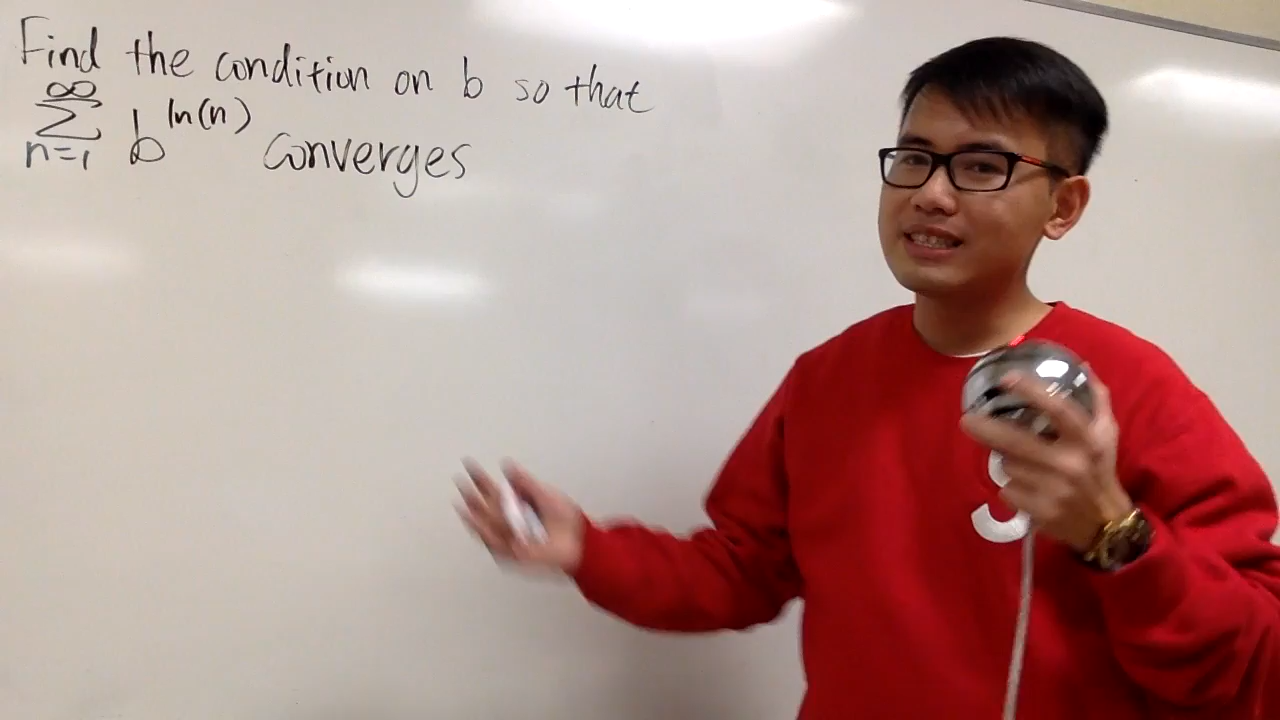 Find the condition on b so that
∞
∑ b^ln(n) converges
n=1